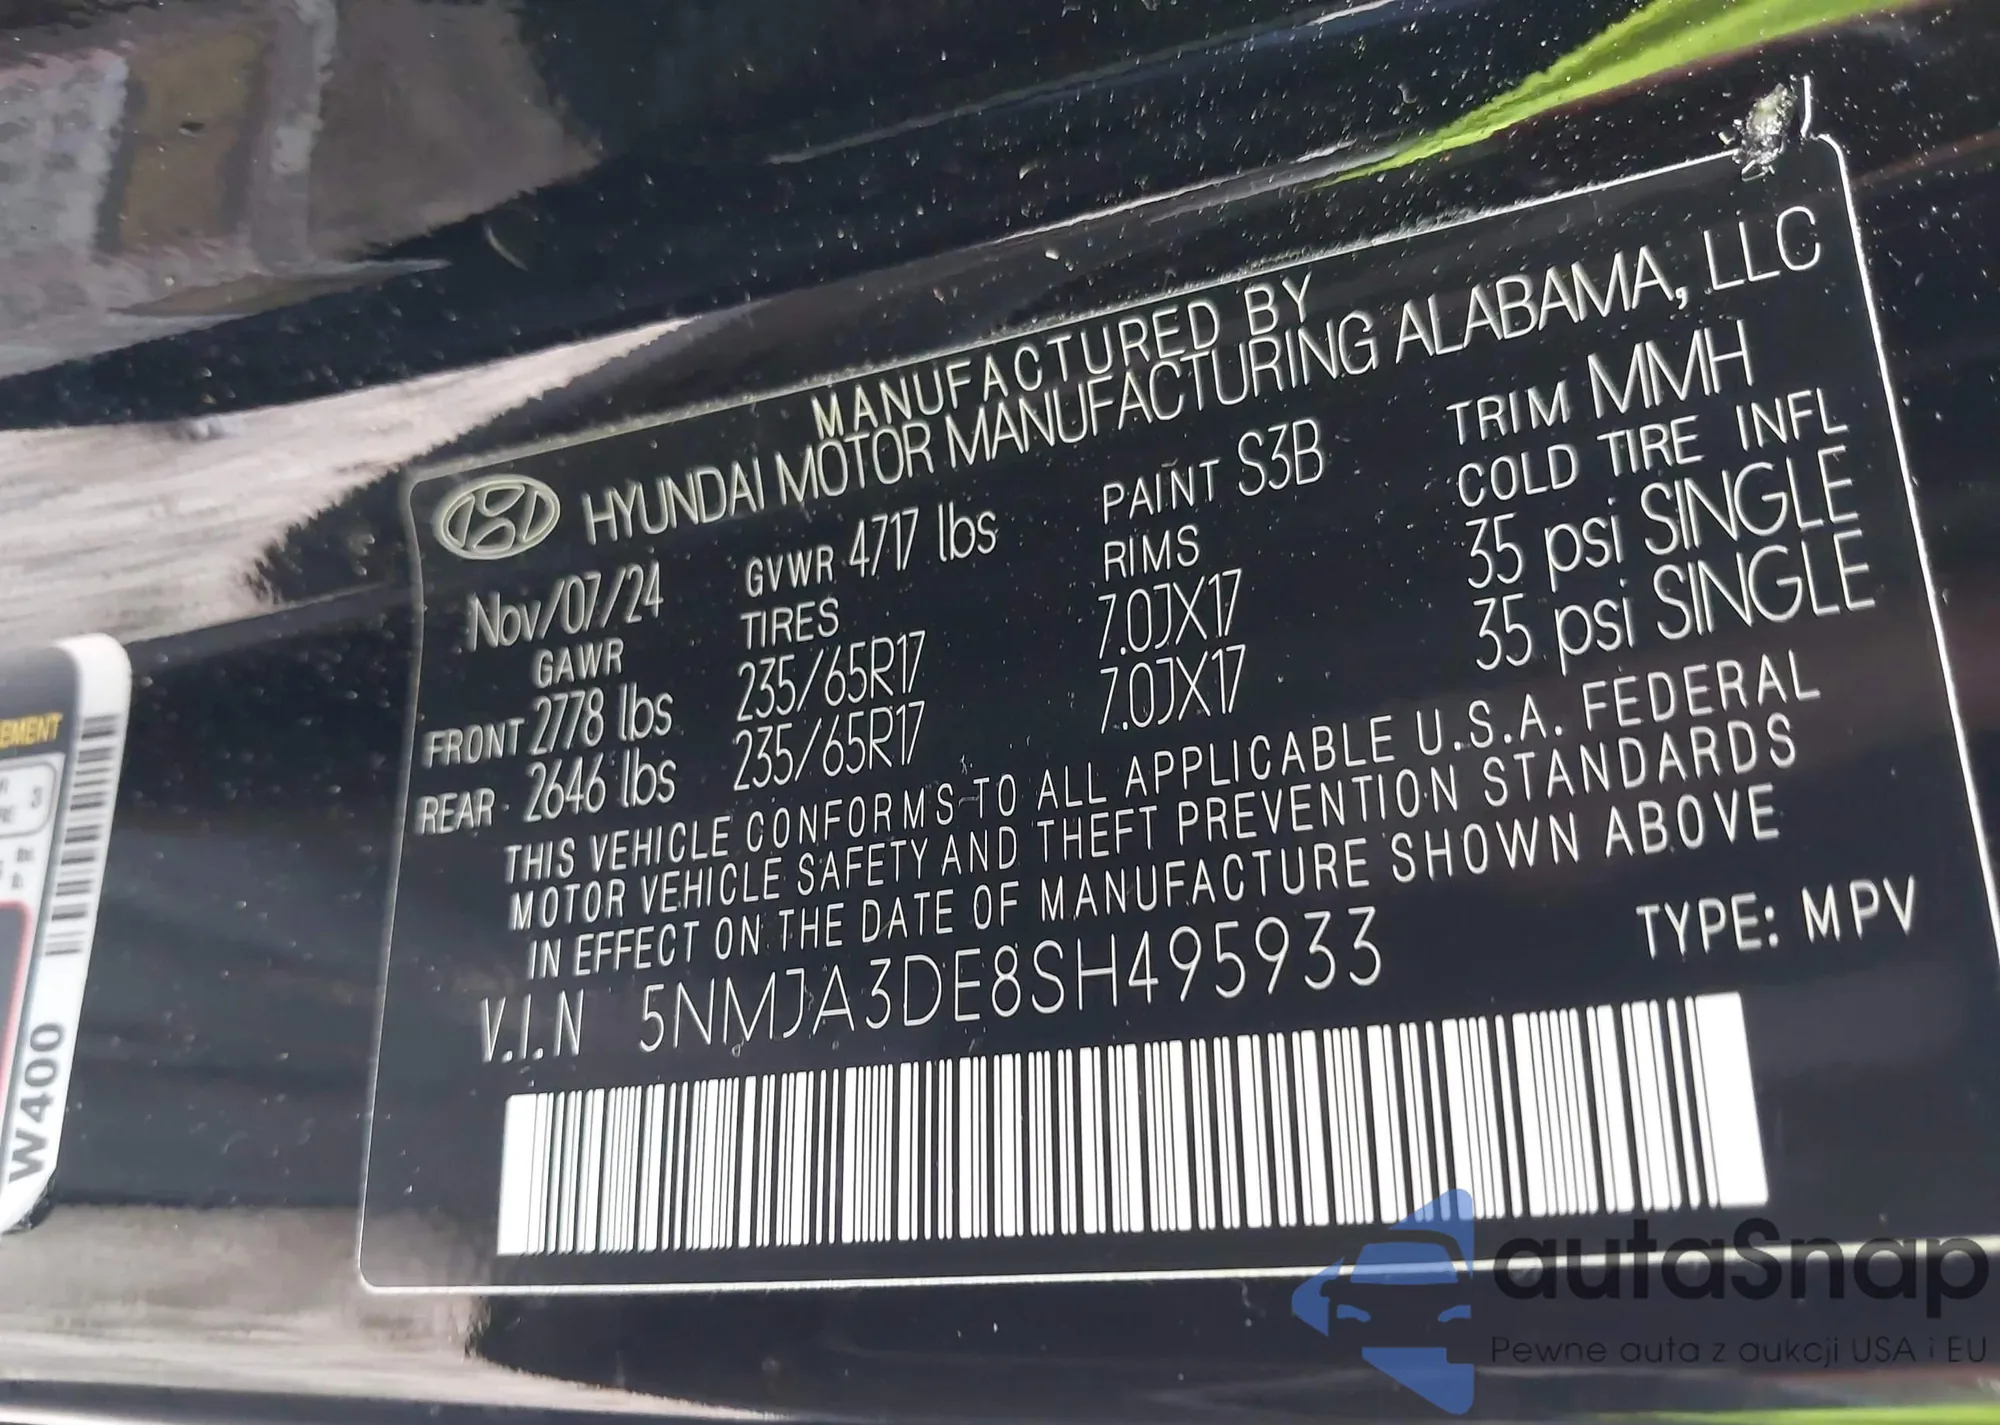 MANUFACTURED BY
HYUNDAI MOTOR MANUFACTURING ALABAMA, LLC
Nov/07/24 GVWR 4717 lbs PAINT S3B TRIM MMH
GAWR TIRES RIMS COLD TIRE INFL
FRONT 2778 lbs 235/65R17 7.0JX17 35 psi SINGLE
REAR 2646 lbs 235/65R17 7.0JX17 35 psi SINGLE
THIS VEHICLE CONFORMS TO ALL APPLICABLE U.S.A. FEDERAL
MOTOR VEHICLE SAFETY AND THEFT PREVENTION STANDARDS
IN EFFECT ON THE DATE OF MANUFACTURE SHOWN ABOVE
V.I.N 5NMJA3DE8SH495933 TYPE: MPV
EMENT
3
W400
autaSnap
Pewne auta z aukcji USA i EU